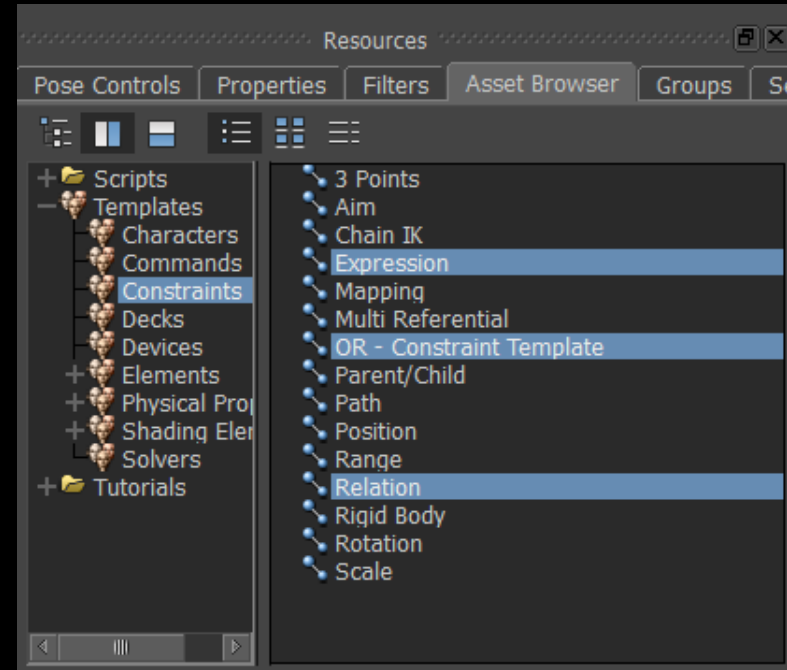 Resources
Pose Controls Properties Filters Asset Browser Groups
Scripts
Templates
Characters
Commands
Constraints
Decks
Devices
Elements
Physical
Shading
Solvers
Tutorials
3 Points
Aim
Chain IK
Expression
Mapping
Multi Referential
OR - Constraint Template
Parent/Child
Path
Position
Range
Relation
Rigid Body
Rotation
Scale